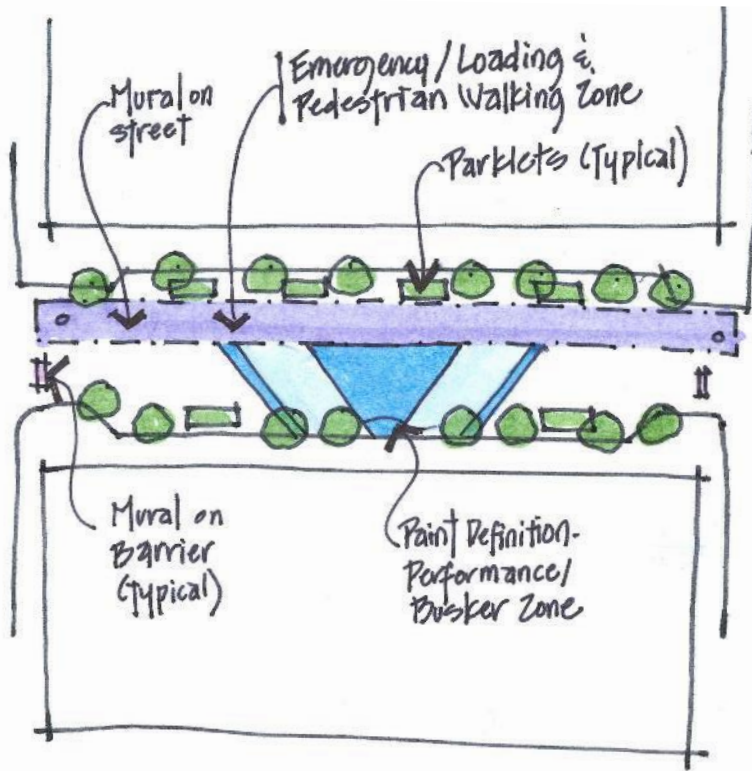 Mural on
street
Emergency / Loading &
Pedestrian Walking Zone
Parklets (Typical)
Mural on
Barrier
(Typical)
Paint Definition-
Performance/
Busker Zone